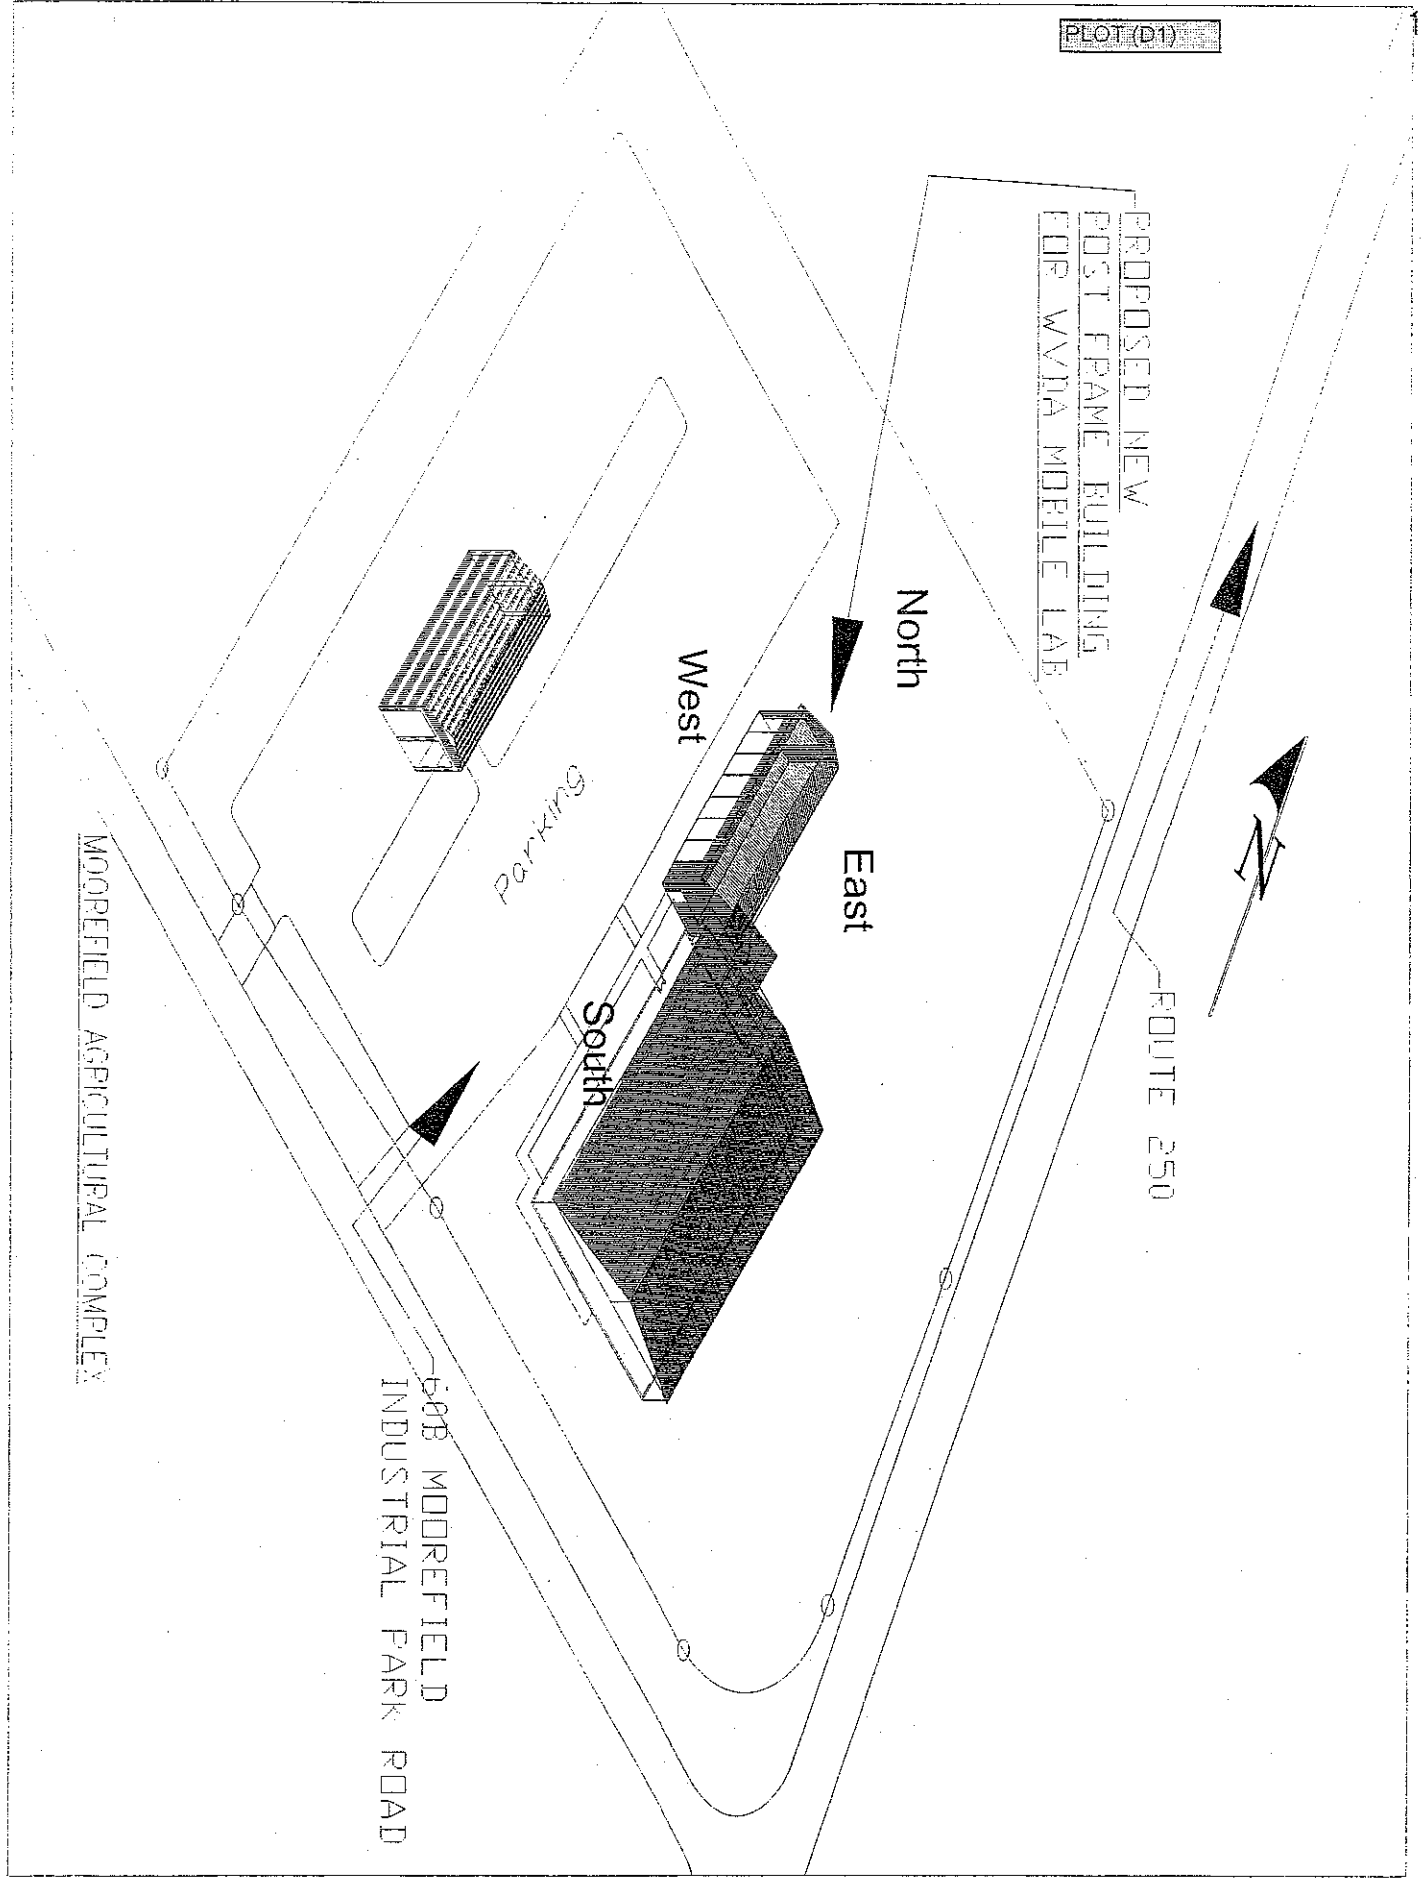 PLOT (D1)
PROPOSED NEW
POST FRAME BUILDING
FOR WVDA MOBILE LAB
North
West
East
South
N
Parking
ROUTE 250
60B MOOREFIELD
INDUSTRIAL PARK ROAD
MOOREFIELD AGRICULTURAL COMPLEX